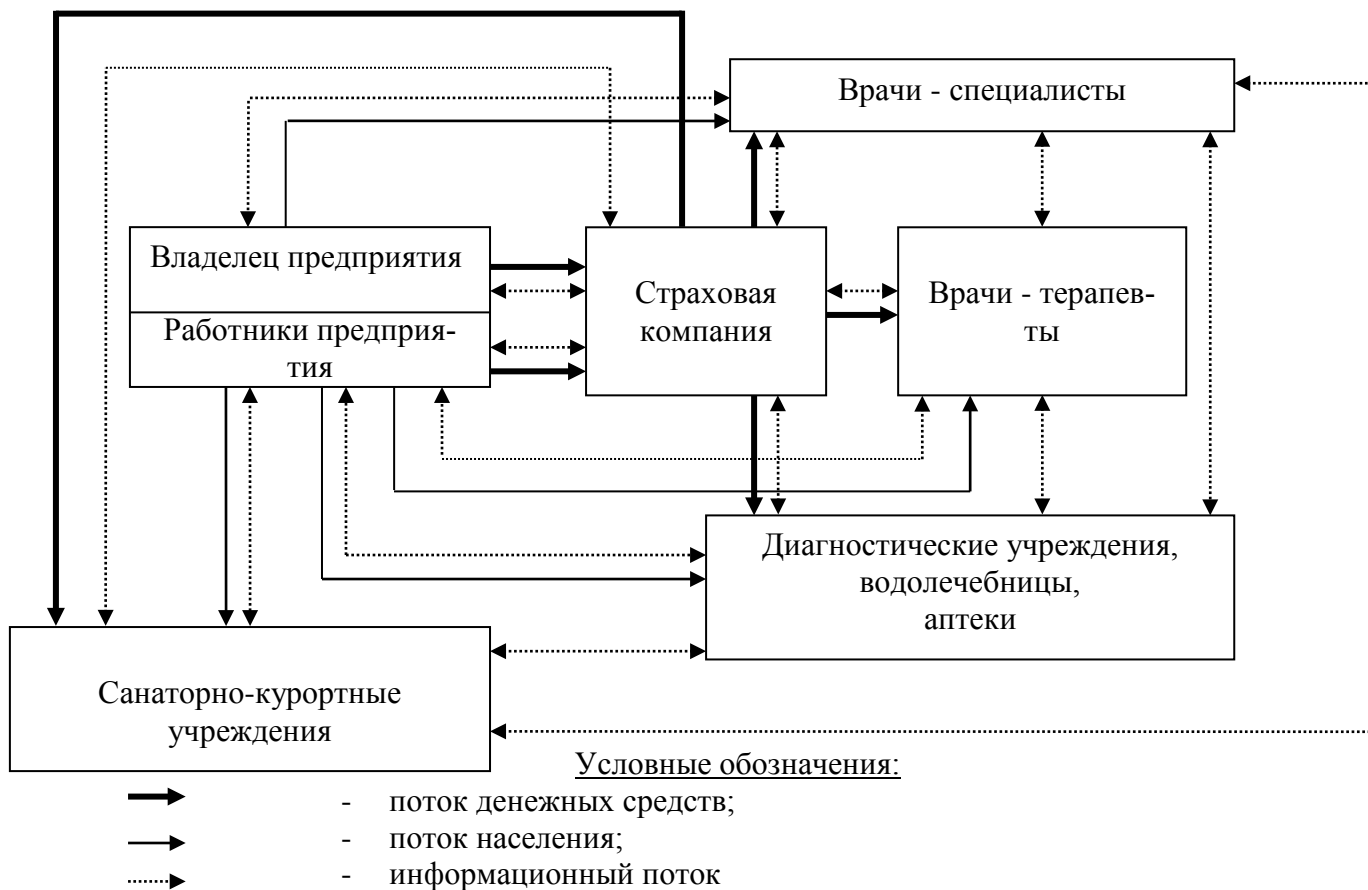 Врачи - специалисты
Владелец предприятия
Работники предприя-
тия
Страховая
компания
Врачи - терапев-
ты
Диагностические учреждения,
водолечебницы,
аптеки
Санаторно-курортные
учреждения
Условные обозначения:
- поток денежных средств;
- поток населения;
- информационный поток